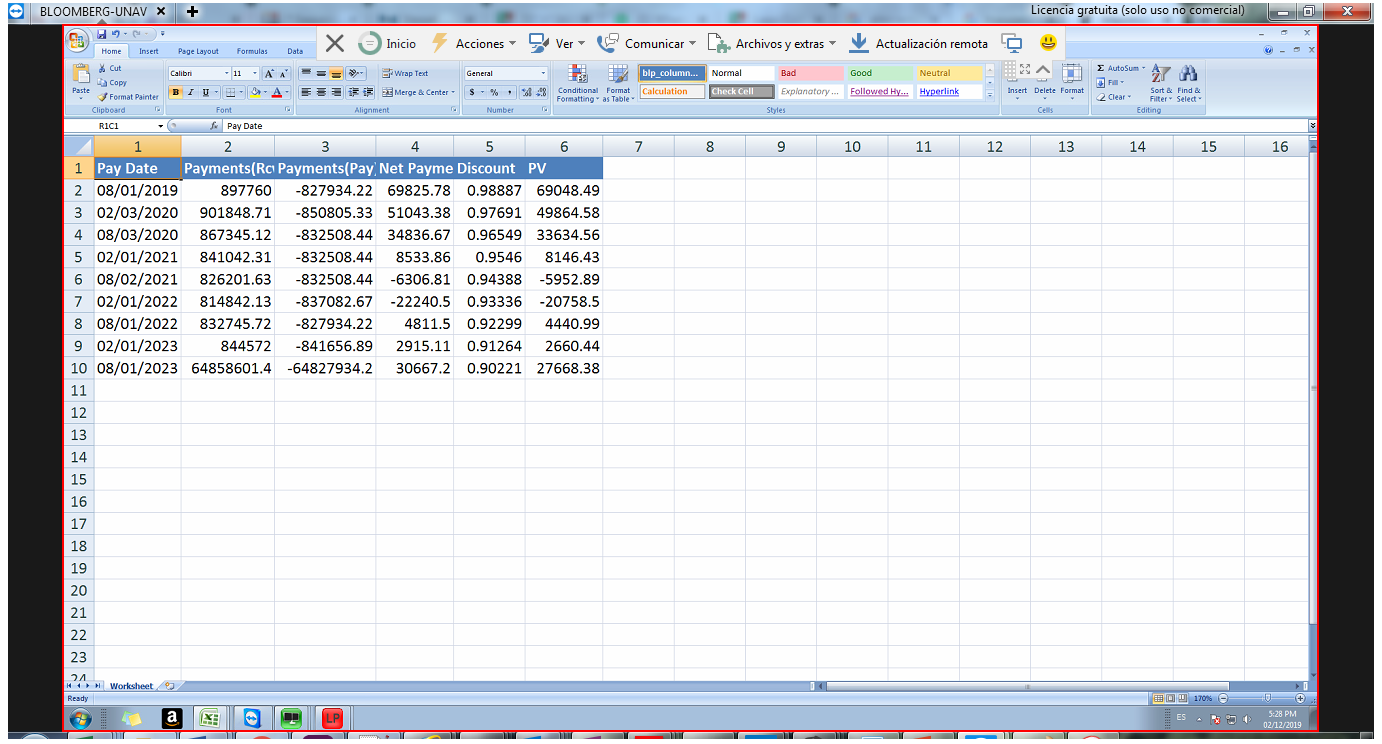 BLOOMBERG-UNAV
Licencia gratuita (solo uso no comercial)
Home Insert Page Layout Formulas Data
Inicio Acciones Ver Comunicar Archivos y extras Actualización remota
Cut
Copy
Format Painter
Paste
Clipboard
Calibri 11
Font
Wrap Text
Merge & Center
Alignment
General
Number
Conditional Formatting
Format as Table
blp_column... Normal Bad Good Neutral
Calculation Check Cell Explanatory ... Followed Hy... Hyperlink
Styles
Insert Delete Format
Cells
AutoSum
Fill
Clear
Sort & Filter
Find & Select
Editing
R1C1 fx Pay Date
1 2 3 4 5 6 7 8 9 10 11 12 13 14 15 16
1 Pay Date Payments(Rcv Payments(Pay) Net Payme Discount PV
2 08/01/2019 897760 -827934.22 69825.78 0.98887 69048.49
3 02/03/2020 901848.71 -850805.33 51043.38 0.97691 49864.58
4 08/03/2020 867345.12 -832508.44 34836.67 0.96549 33634.56
5 02/01/2021 841042.31 -832508.44 8533.86 0.9546 8146.43
6 08/02/2021 826201.63 -832508.44 -6306.81 0.94388 -5952.89
7 02/01/2022 814842.13 -837082.67 -22240.5 0.93336 -20758.5
8 08/01/2022 832745.72 -827934.22 4811.5 0.92299 4440.99
9 02/01/2023 844572 -841656.89 2915.11 0.91264 2660.44
10 08/01/2023 64858601.4 -64827934.2 30667.2 0.90221 27668.38
11
12
13
14
15
16
17
18
19
20
21
22
23
24
Worksheet
Ready
170%
LP
ES
5:28 PM
02/12/2019